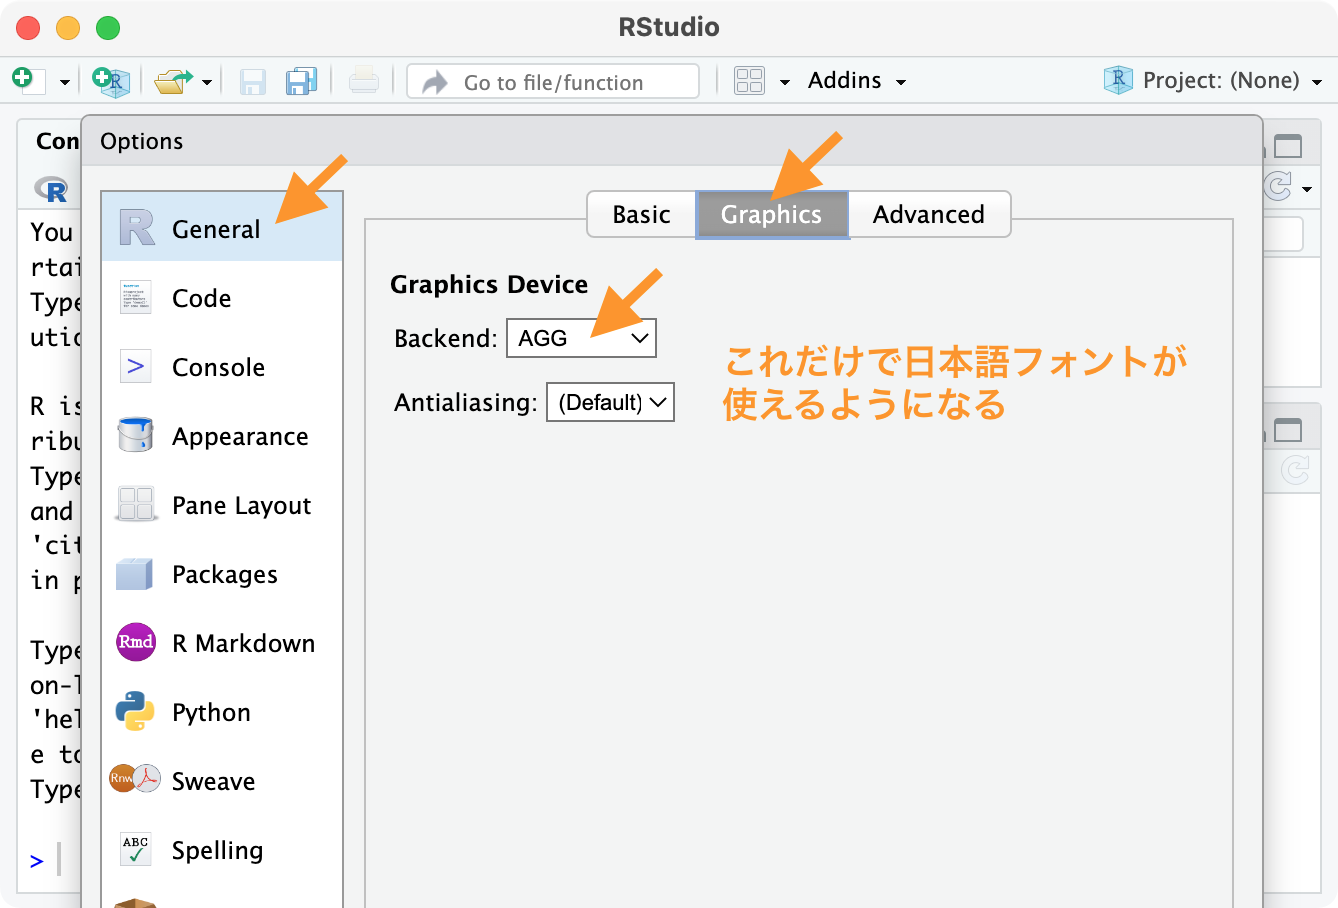 RStudio
Go to file/function
Addins
Project: (None)
Options
General
Code
Console
Appearance
Pane Layout
Packages
Rmd
R Markdown
Python
Rnw
Sweave
ABC
Spelling
Basic
Graphics
Advanced
Graphics Device
Backend: AGG
Antialiasing: (Default)
これだけで日本語フォントが
使えるようになる
Con
You
rtai
Type
utio
R is
ribu
Type
and
'cit
in p
Type
on-l
'hel
e to
Type
>